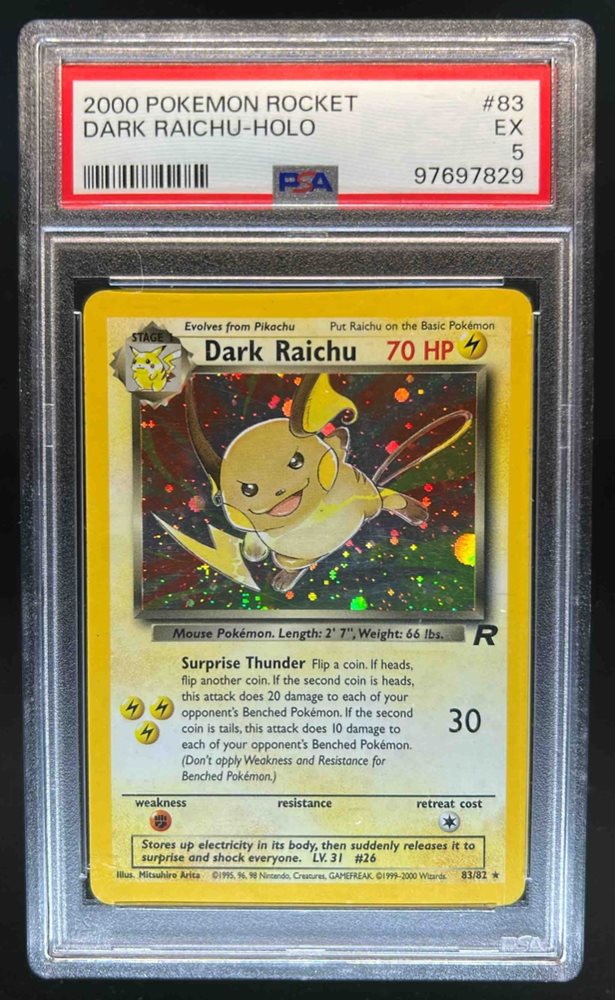 2000 POKEMON ROCKET #83
DARK RAICHU-HOLO EX
5
PSA 97697829
Evolves from Pikachu Put Raichu on the Basic Pokémon
STAGE 1
Dark Raichu 70 HP
Mouse Pokémon. Length: 2' 7", Weight: 66 lbs.
R
Surprise Thunder Flip a coin. If heads,
flip another coin. If the second coin is heads,
this attack does 20 damage to each of your
opponent's Benched Pokémon. If the second
coin is tails, this attack does 10 damage to
each of your opponent's Benched Pokémon.
(Don't apply Weakness and Resistance for
Benched Pokémon.)
30
weakness resistance retreat cost
Stores up electricity in its body, then suddenly releases it to
surprise and shock everyone. LV. 31 #26
Illus. Mitsuhiro Arita ©1995, 96, 98 Nintendo, Creatures, GAMEFREAK. ©1999-2000 Wizards. 83/82 ★
PSA